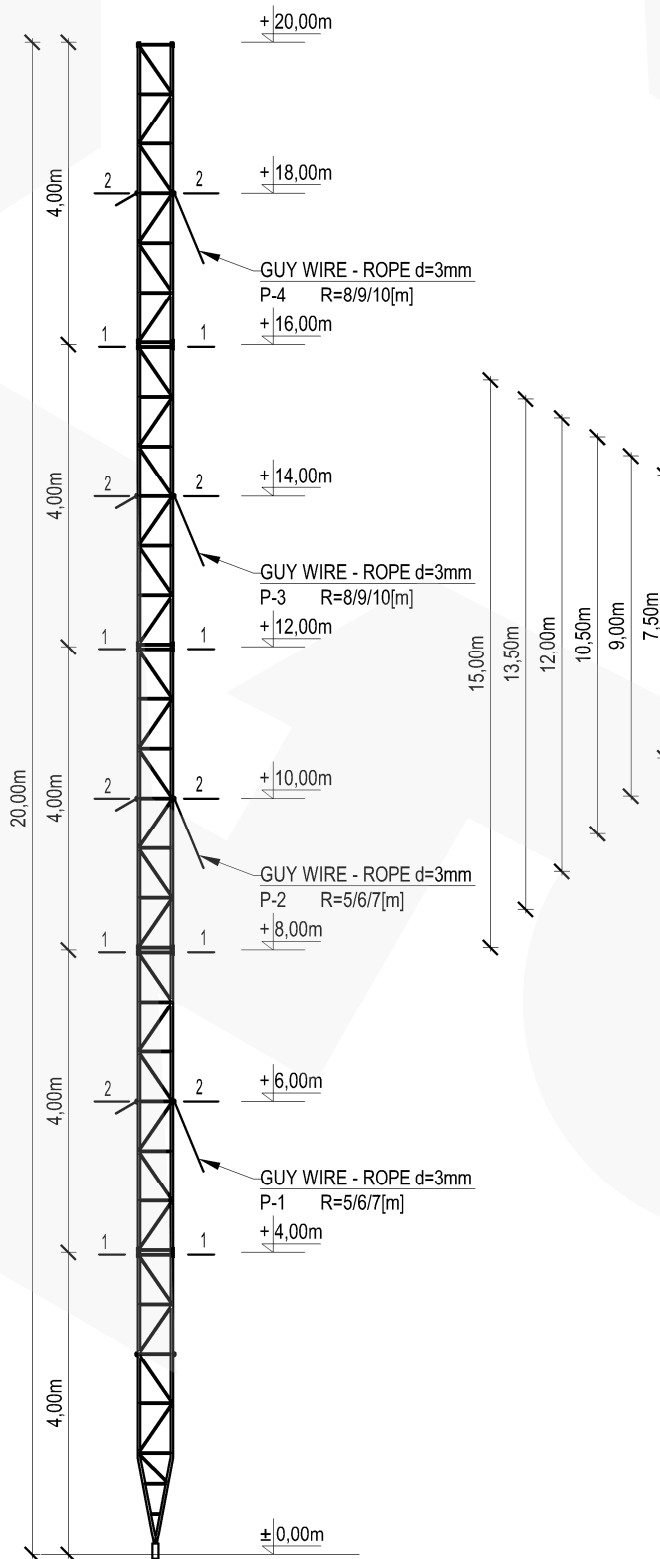 + 20,00m
2 2
+ 18,00m
4,00m
GUY WIRE - ROPE d=3mm
P-4 R=8/9/10[m]
1 1
+ 16,00m
2 2
+ 14,00m
4,00m
GUY WIRE - ROPE d=3mm
P-3 R=8/9/10[m]
1 1
+ 12,00m
15,00m
13,50m
12,00m
10,50m
9,00m
7,50m
2 2
+ 10,00m
20,00m
4,00m
GUY WIRE - ROPE d=3mm
P-2 R=5/6/7[m]
1 1
+ 8,00m
2 2
+ 6,00m
4,00m
GUY WIRE - ROPE d=3mm
P-1 R=5/6/7[m]
1 1
+ 4,00m
4,00m
± 0,00m